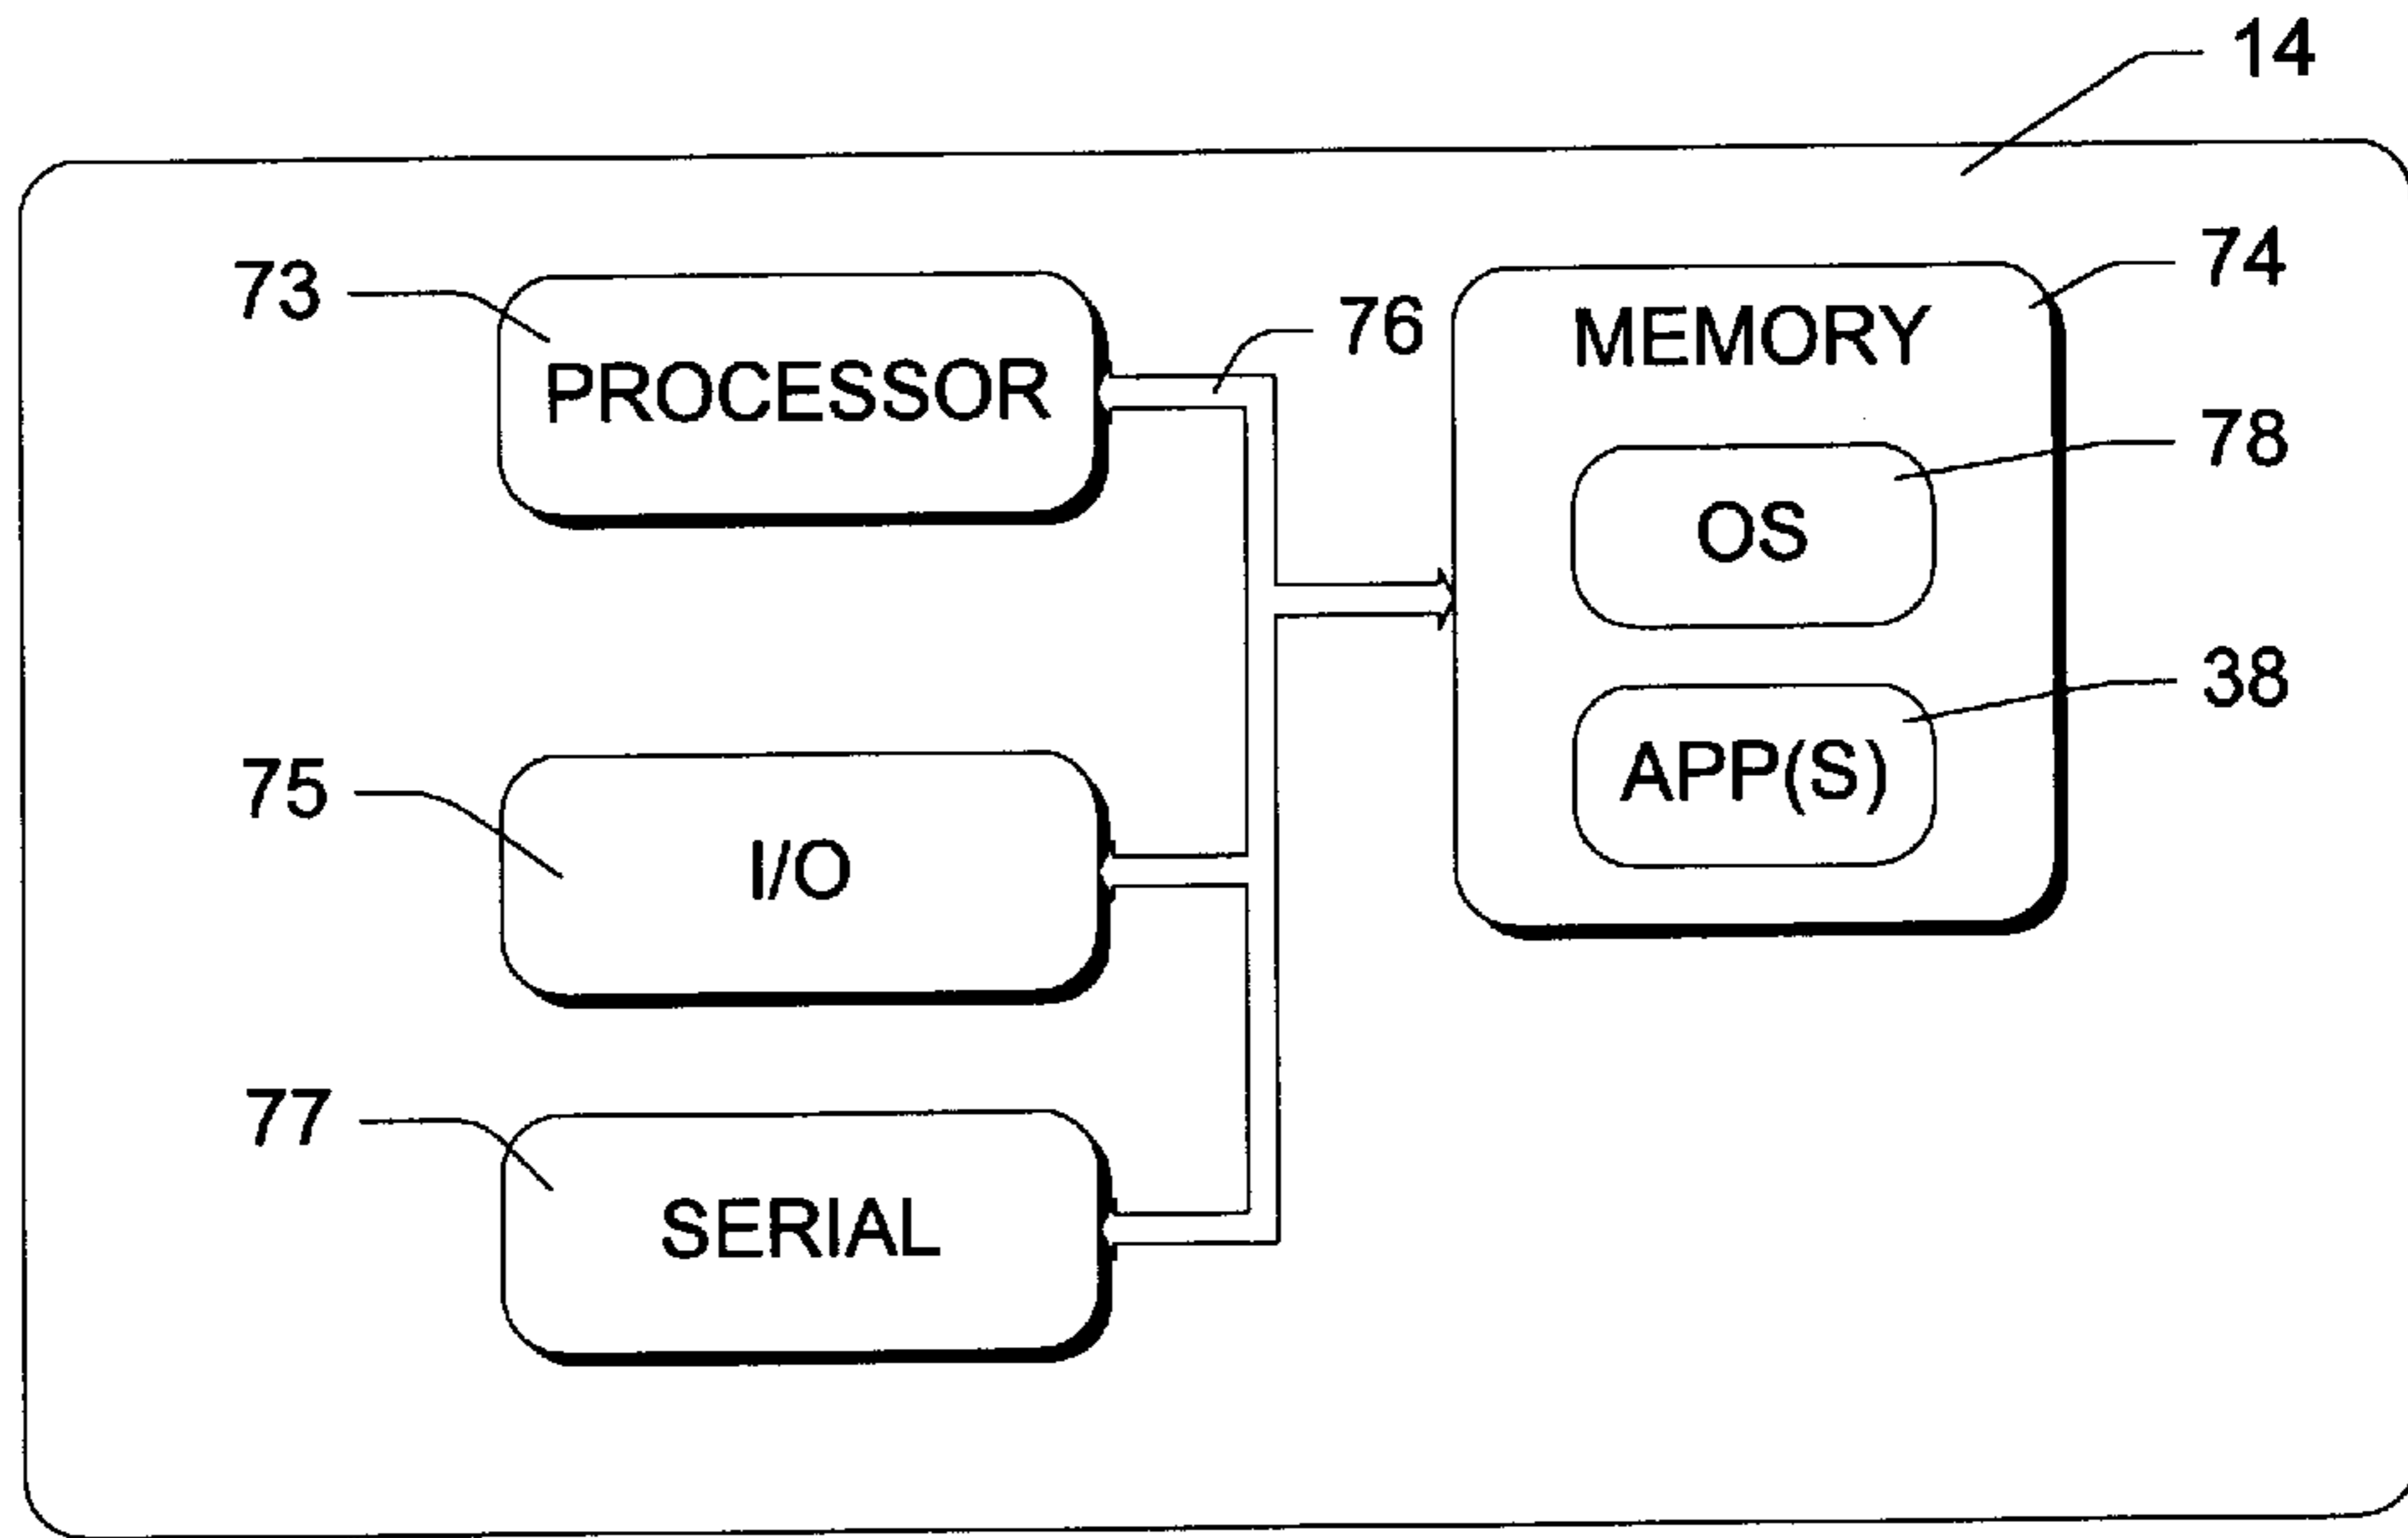 14
73
PROCESSOR
76
MEMORY
74
78
OS
38
APP(S)
75
I/O
77
SERIAL